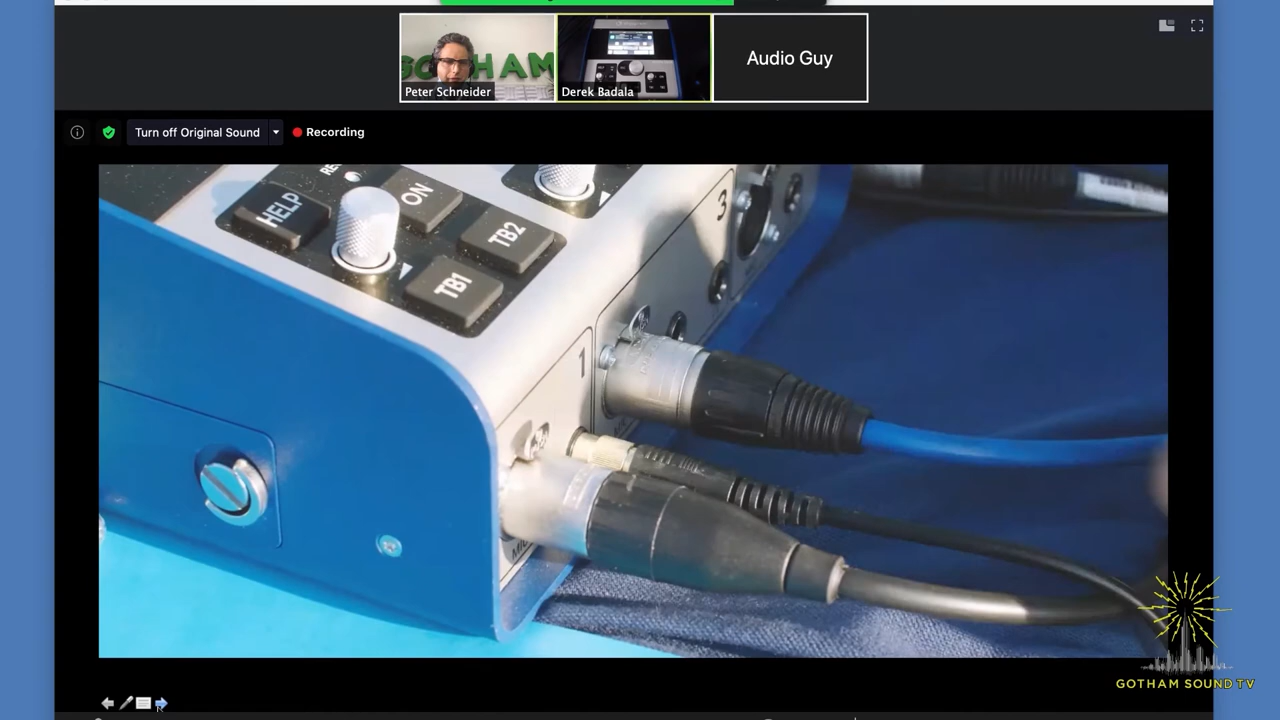 GOTHAM
Peter Schneider
Derek Badala
Audio Guy
Turn off Original Sound
Recording
HELP
ON
TB2
TB1
3
1
GOTHAM SOUND TV